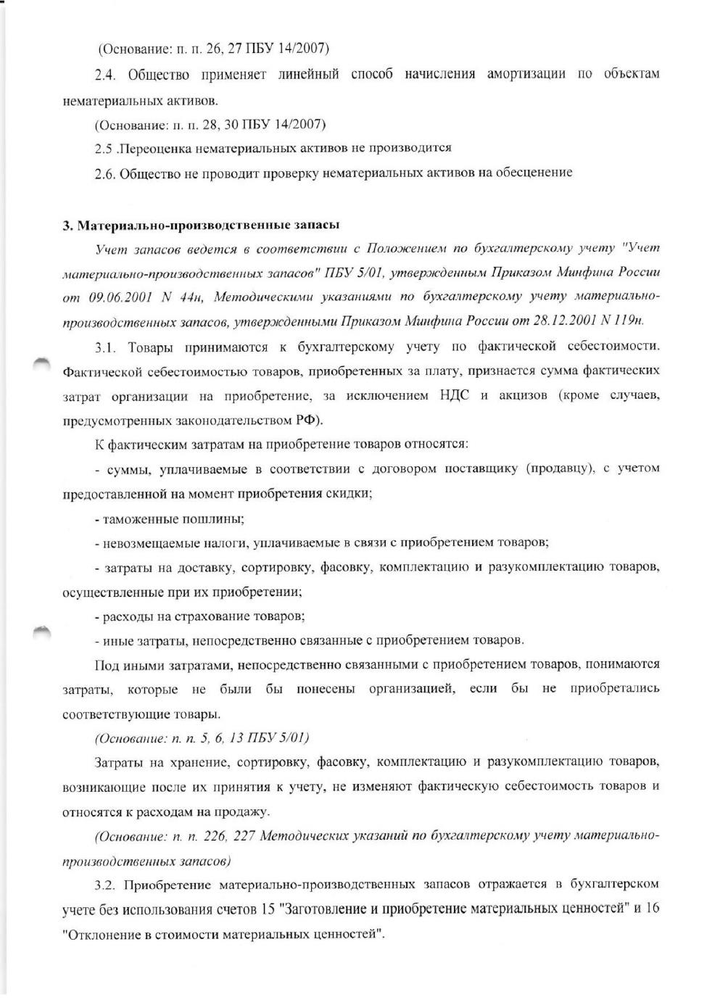 (Основание: п. п. 26, 27 ПБУ 14/2007)
2.4. Общество применяет линейный способ начисления амортизации по объектам
нематериальных активов.
(Основание: п. п. 28, 30 ПБУ 14/2007)
2.5 .Переоценка нематериальных активов не производится
2.6. Общество не проводит проверку нематериальных активов на обесценение
3. Материально-производственные запасы
Учет запасов ведется в соответствии с Положением по бухгалтерскому учету "Учет
материально-производственных запасов" ПБУ 5/01, утвержденным Приказом Минфина России
от 09.06.2001 N 44н, Методическими указаниями по бухгалтерскому учету материально-
производственных запасов, утвержденными Приказом Минфина России от 28.12.2001 N 119н.
3.1. Товары принимаются к бухгалтерскому учету по фактической себестоимости.
Фактической себестоимостью товаров, приобретенных за плату, признается сумма фактических
затрат организации на приобретение, за исключением НДС и акцизов (кроме случаев,
предусмотренных законодательством РФ).
К фактическим затратам на приобретение товаров относятся:
- суммы, уплачиваемые в соответствии с договором поставщику (продавцу), с учетом
предоставленной на момент приобретения скидки;
- таможенные пошлины;
- невозмещаемые налоги, уплачиваемые в связи с приобретением товаров;
- затраты на доставку, сортировку, фасовку, комплектацию и разукомплектацию товаров,
осуществленные при их приобретении;
- расходы на страхование товаров;
- иные затраты, непосредственно связанные с приобретением товаров.
Под иными затратами, непосредственно связанными с приобретением товаров, понимаются
затраты, которые не были бы понесены организацией, если бы не приобретались
соответствующие товары.
(Основание: п. п. 5, 6, 13 ПБУ 5/01)
Затраты на хранение, сортировку, фасовку, комплектацию и разукомплектацию товаров,
возникающие после их принятия к учету, не изменяют фактическую себестоимость товаров и
относятся к расходам на продажу.
(Основание: п. п. 226, 227 Методических указаний по бухгалтерскому учету материально-
производственных запасов)
3.2. Приобретение материально-производственных запасов отражается в бухгалтерском
учете без использования счетов 15 "Заготовление и приобретение материальных ценностей" и 16
"Отклонение в стоимости материальных ценностей".